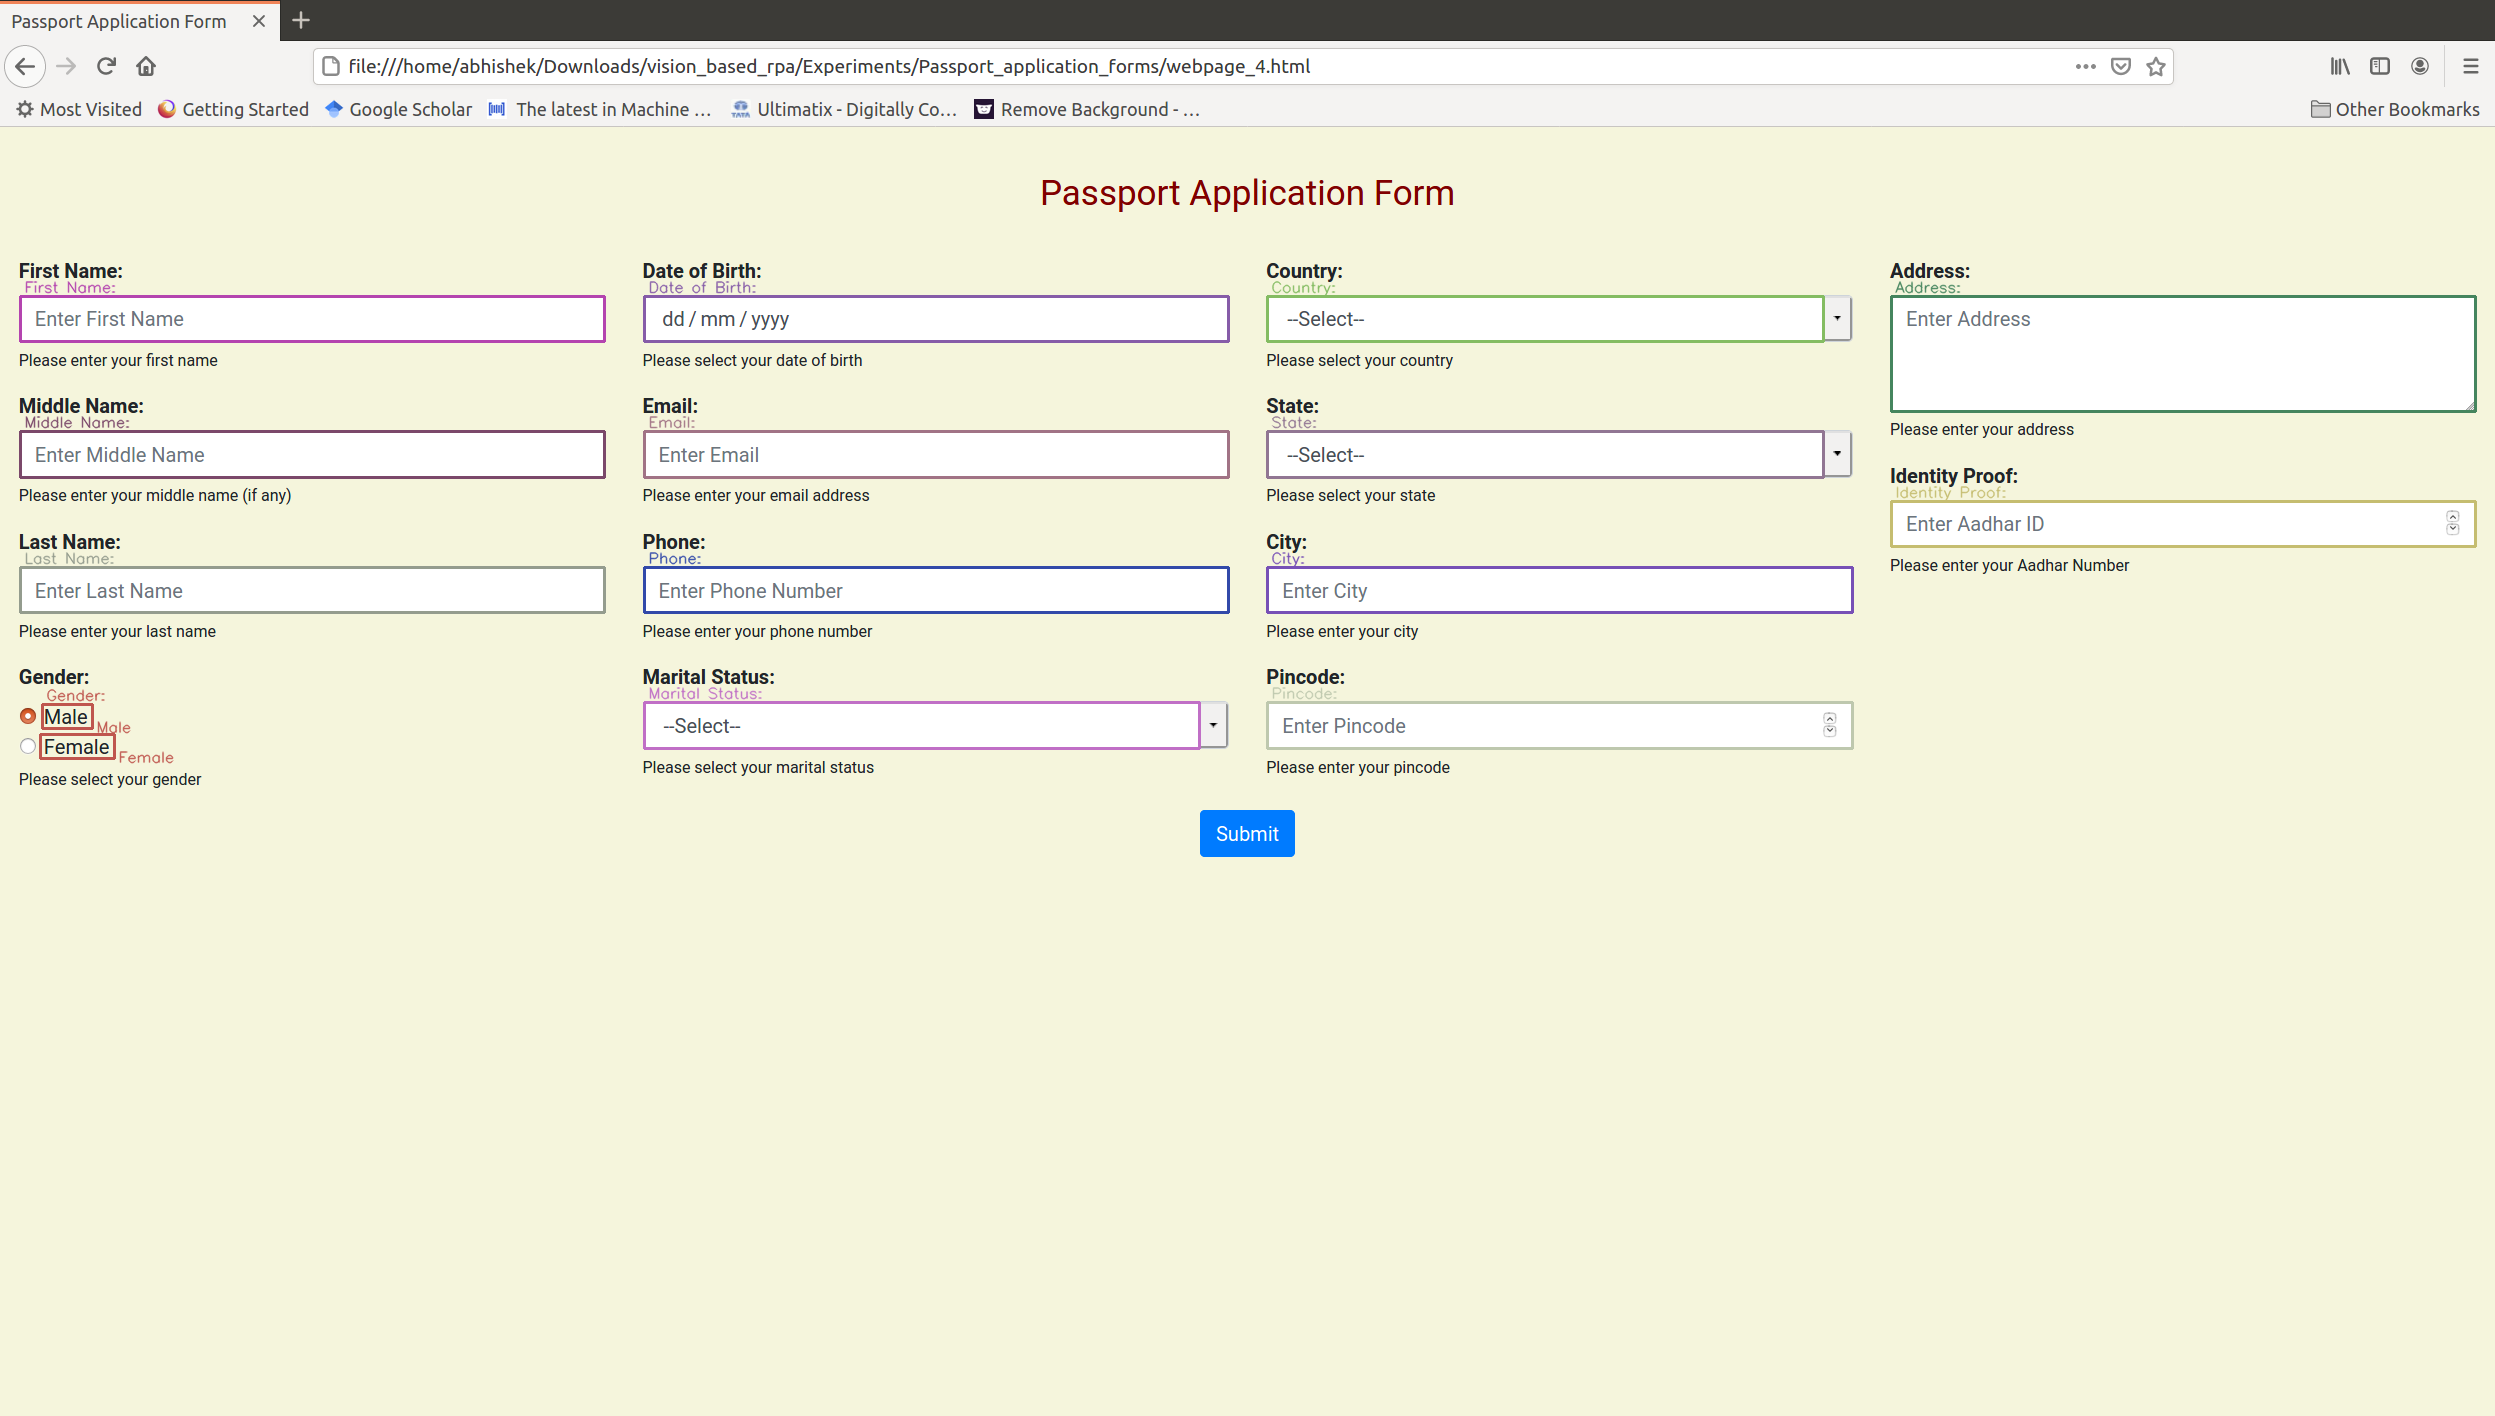 Passport Application Form
file:///home/abhishek/Downloads/vision_based_rpa/Experiments/Passport_application_forms/webpage_4.html
Most Visited Getting Started Google Scholar The latest in Machine ... TATA Ultimatix - Digitally Co... Remove Background - ... Other Bookmarks
Passport Application Form
First Name:
First Name:
Enter First Name
Please enter your first name
Middle Name:
Middle Name:
Enter Middle Name
Please enter your middle name (if any)
Last Name:
Last Name:
Enter Last Name
Please enter your last name
Gender:
Gender:
Male Male
Female Female
Please select your gender
Date of Birth:
Date of Birth:
dd / mm / yyyy
Please select your date of birth
Email:
Email:
Enter Email
Please enter your email address
Phone:
Phone:
Enter Phone Number
Please enter your phone number
Marital Status:
Marital Status:
--Select--
Please select your marital status
Country:
Country:
--Select--
Please select your country
State:
State:
--Select--
Please select your state
City:
City:
Enter City
Please enter your city
Pincode:
Pincode:
Enter Pincode
Please enter your pincode
Address:
Address:
Enter Address
Please enter your address
Identity Proof:
Identity Proof:
Enter Aadhar ID
Please enter your Aadhar Number
Submit